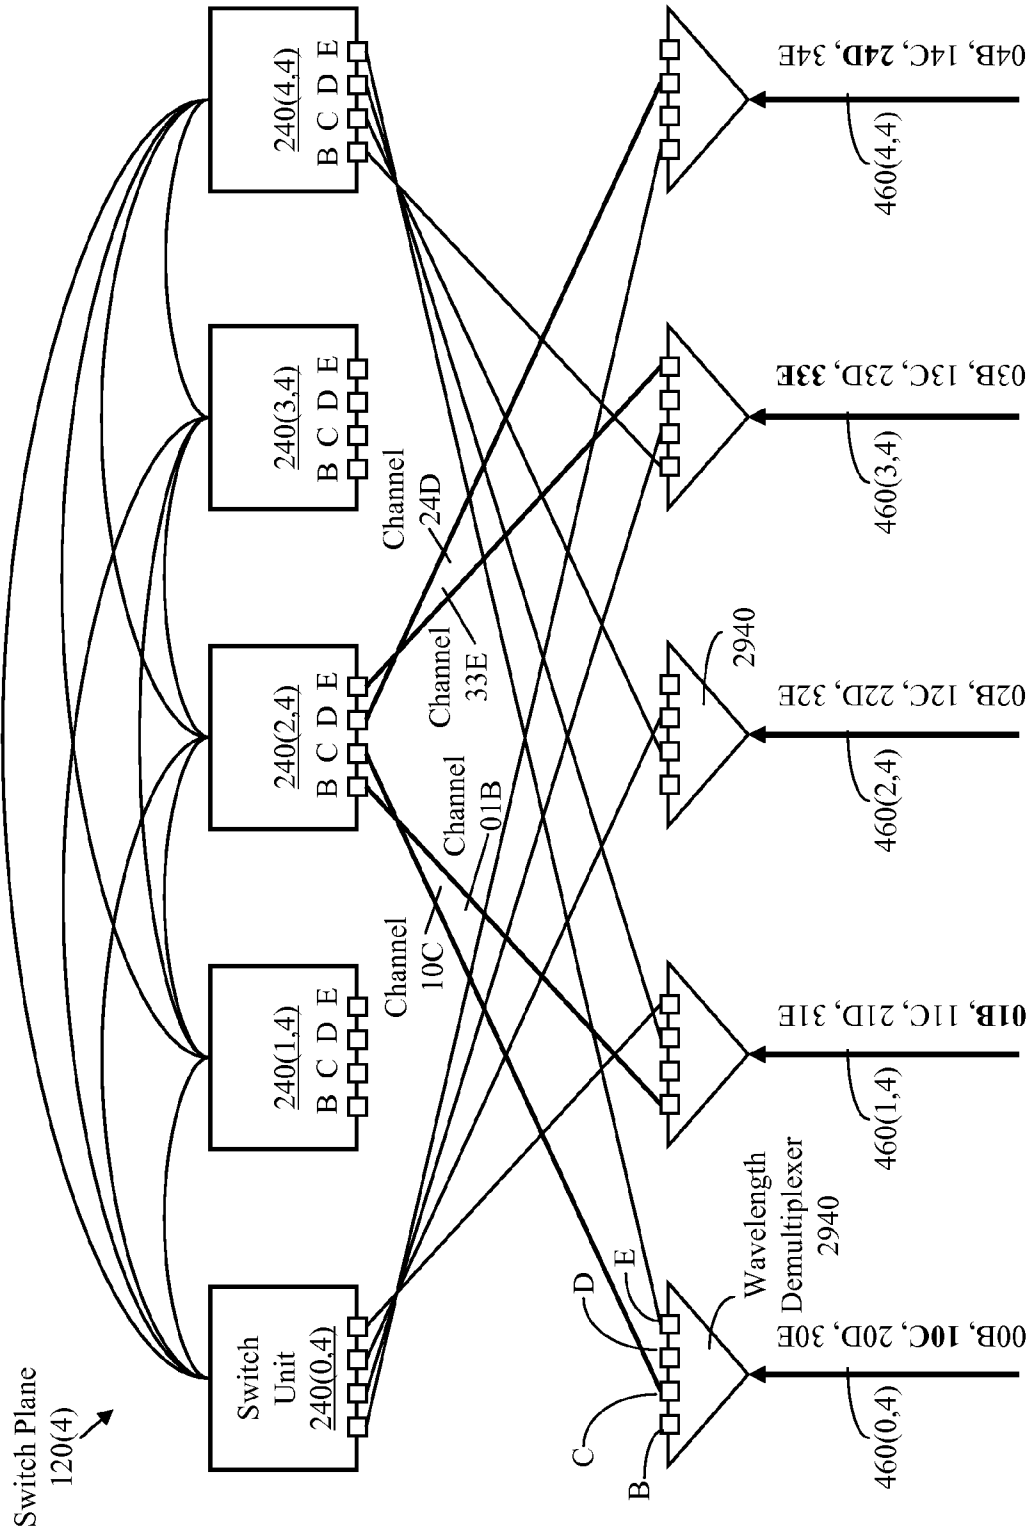 Switch Plane
120(4)
Switch
Unit
240(0,4)
240(1,4)
B C D E
240(2,4)
B C D E
240(3,4)
B C D E
240(4,4)
B C D E
Channel
10C
Channel
01B
Channel
33E
Channel
24D
B
C
D
E
Wavelength
Demultiplexer
2940
2940
460(0,4)
00B, 10C, 20D, 30E
460(1,4)
01B, 11C, 21D, 31E
460(2,4)
02B, 12C, 22D, 32E
460(3,4)
03B, 13C, 23D, 33E
460(4,4)
04B, 14C, 24D, 34E